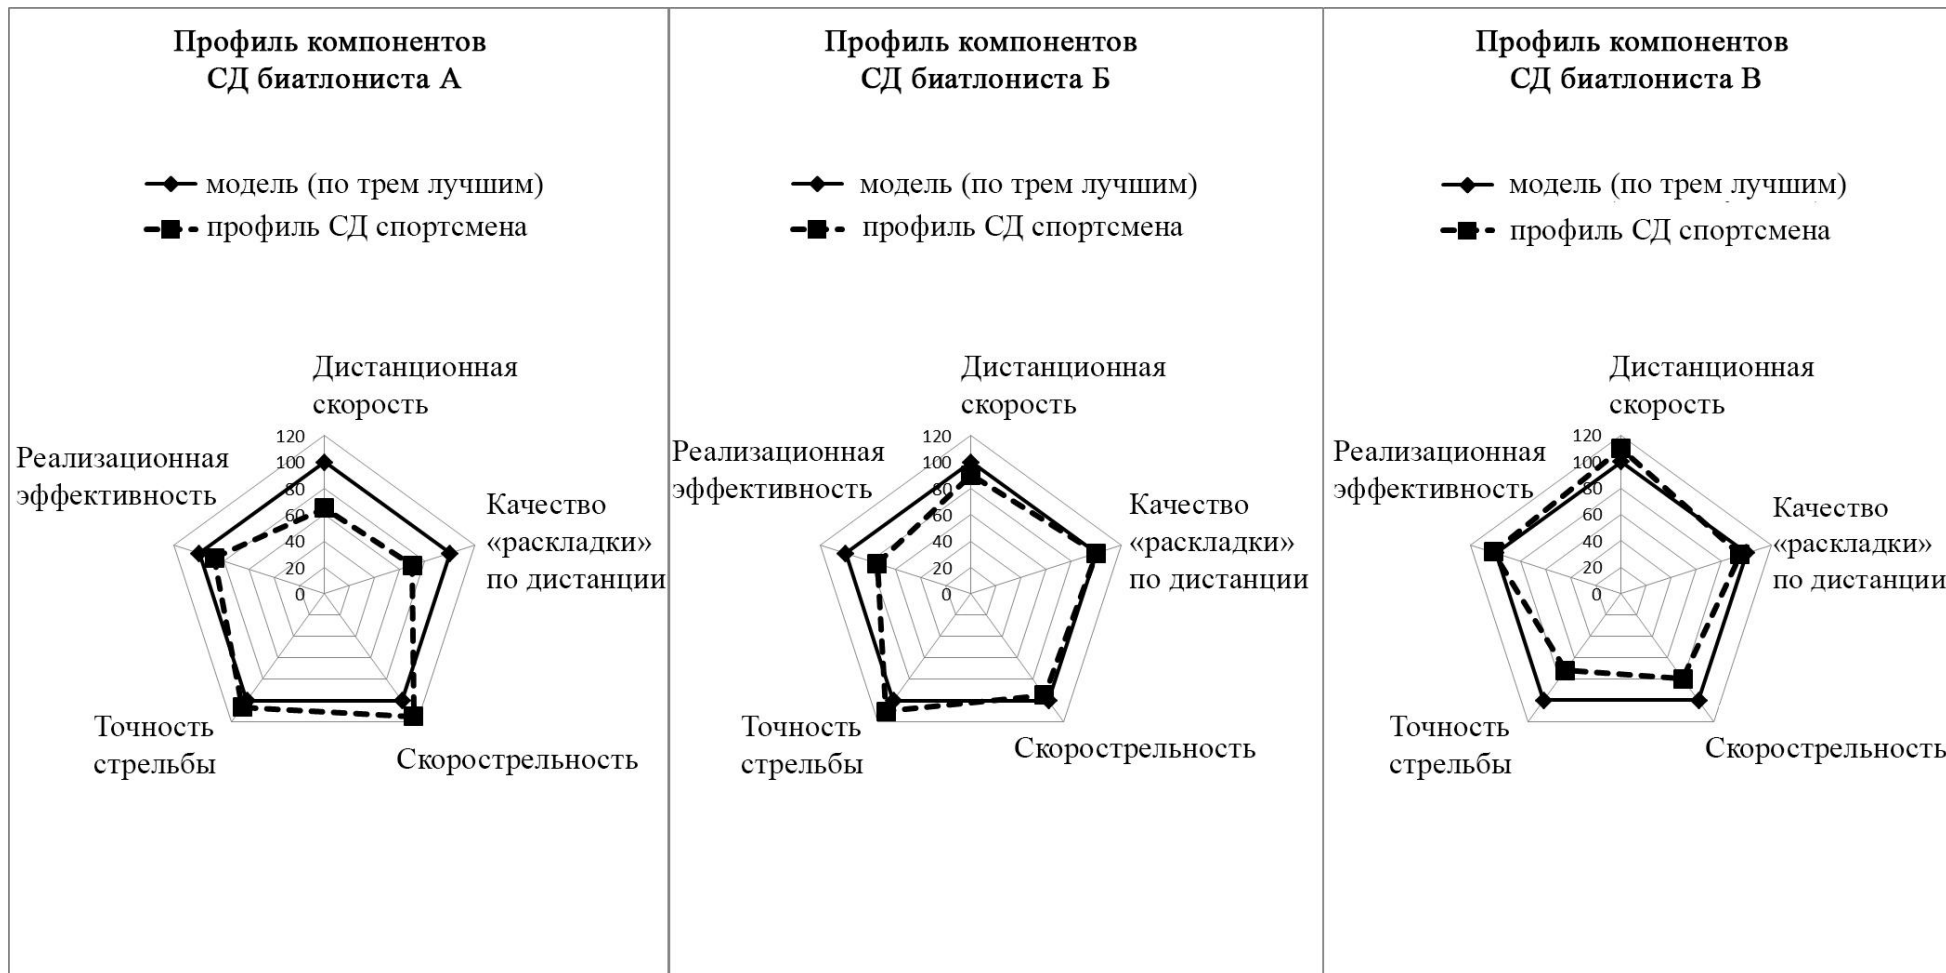 Профиль компонентов
СД биатлониста А
модель (по трем лучшим)
профиль СД спортсмена
Дистанционная
скорость
Реализационная
эффективность
Качество
«раскладки»
по дистанции
120
100
80
60
40
20
0
Точность
стрельбы
Скорострельность
Профиль компонентов
СД биатлониста Б
модель (по трем лучшим)
профиль СД спортсмена
Дистанционная
скорость
Реализационная
эффективность
Качество
«раскладки»
по дистанции
120
100
80
60
40
20
0
Точность
стрельбы
Скорострельность
Профиль компонентов
СД биатлониста В
модель (по трем лучшим)
профиль СД спортсмена
Дистанционная
скорость
Реализационная
эффективность
Качество
«раскладки»
по дистанции
120
100
80
60
40
20
0
Точность
стрельбы
Скорострельность